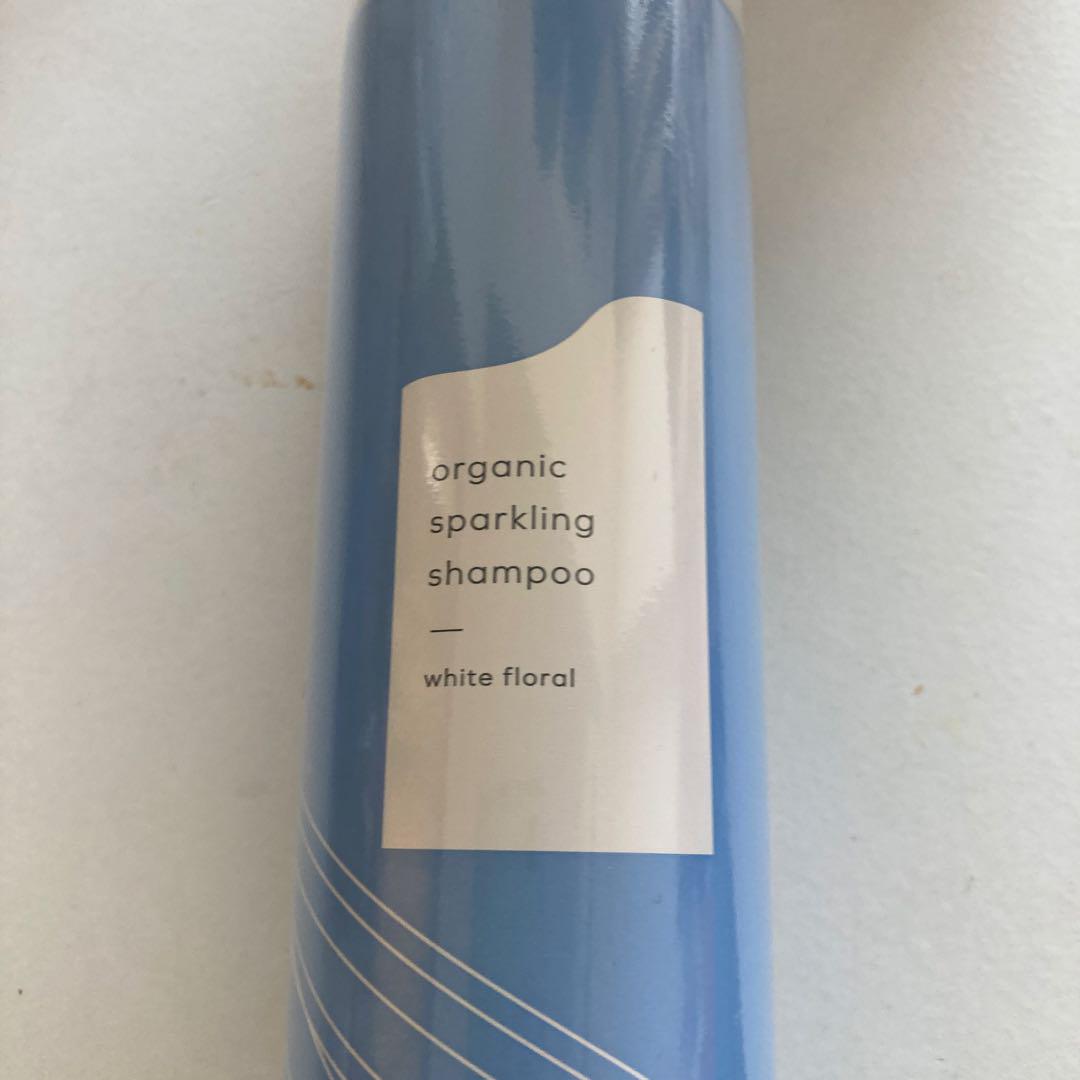 organic
sparkling
shampoo
—
white floral